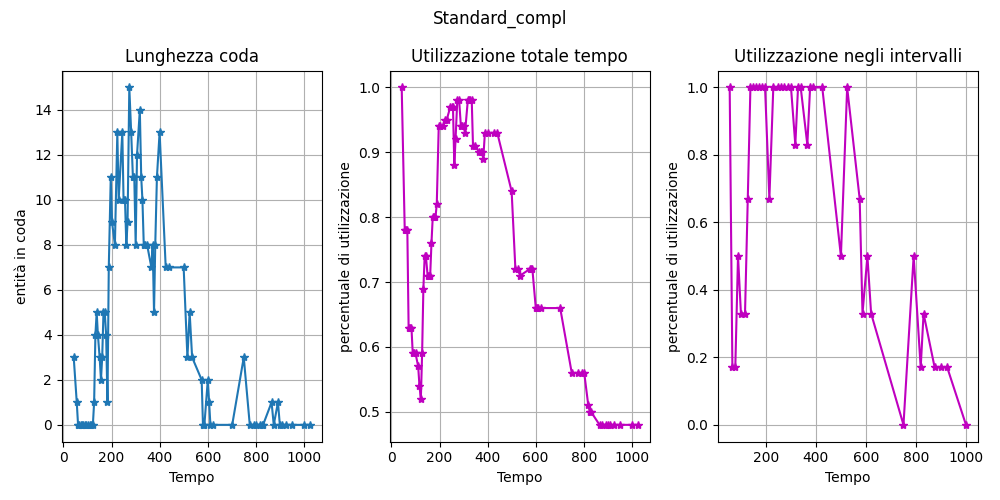 Standard_compl
Lunghezza coda
entità in coda
14
12
10
8
6
4
2
0
0 200 400 600 800 1000
Tempo
Utilizzazione totale tempo
percentuale di utilizzazione
1.0
0.9
0.8
0.7
0.6
0.5
0 200 400 600 800 1000
Tempo
Utilizzazione negli intervalli
percentuale di utilizzazione
1.0
0.8
0.6
0.4
0.2
0.0
200 400 600 800 1000
Tempo